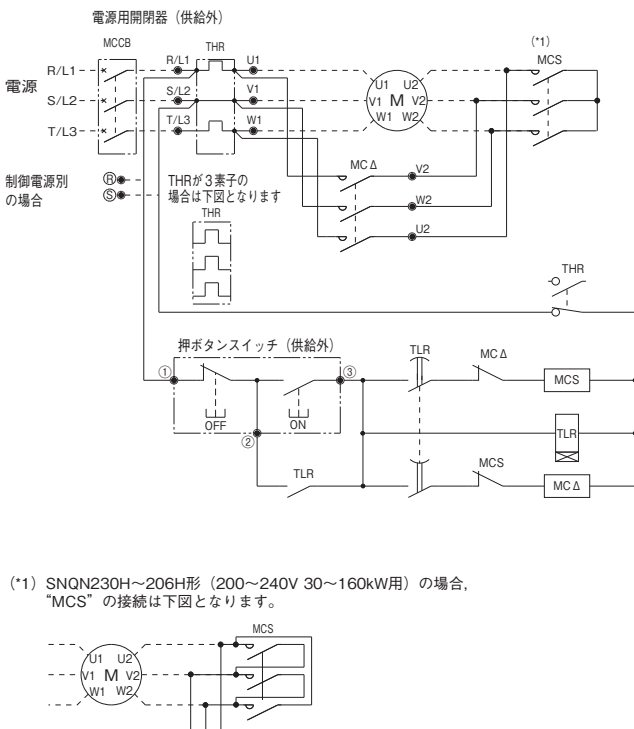 電源用開閉器（供給外）
MCCB
THR
(*1)
MCS
R/L1
R/L1
U1
電源
S/L2
S/L2
V1
T/L3
T/L3
W1
U1 U2
V1 M V2
W1 W2
制御電源別
の場合
Ⓡ
Ⓢ
THRが3素子の
場合は下図となります
THR
MCΔ
V2
W2
U2
THR
押ボタンスイッチ（供給外）
①
③
OFF
ON
②
TLR
MCΔ
MCS
TLR
TLR
MCS
MCΔ
(*1) SNQN230H～206H形（200～240V 30～160kW用）の場合，
“MCS”の接続は下図となります。
MCS
U1 U2
V1 M V2
W1 W2